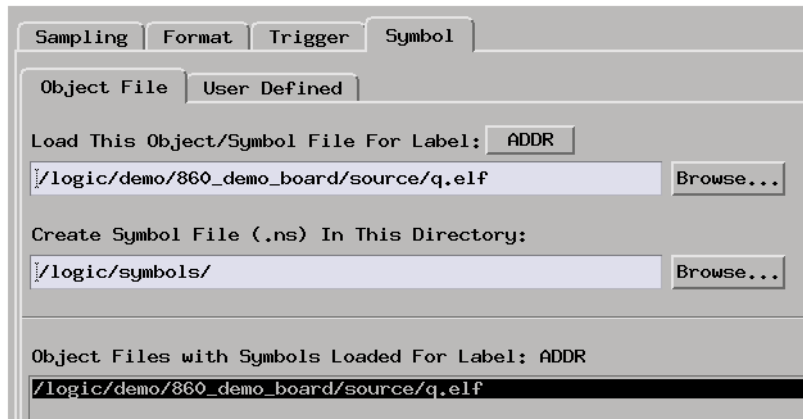 Sampling Format Trigger Symbol
Object File User Defined
Load This Object/Symbol File For Label: ADDR
/logic/demo/860_demo_board/source/q.elf Browse...
Create Symbol File (.ns) In This Directory:
/logic/symbols/ Browse...
Object Files with Symbols Loaded For Label: ADDR
/logic/demo/860_demo_board/source/q.elf